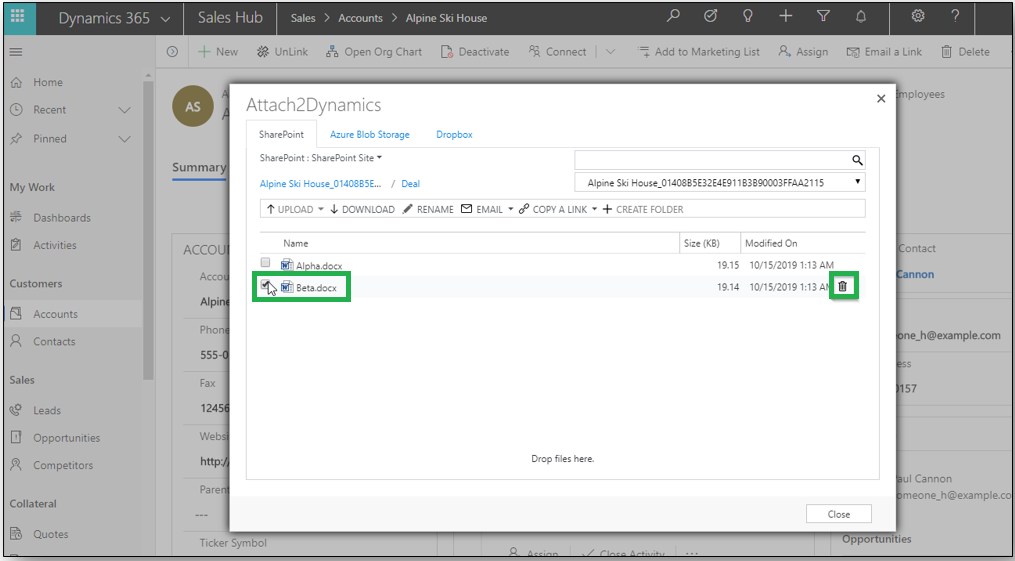 Dynamics 365 Sales Hub Sales > Accounts > Alpine Ski House
New UnLink Open Org Chart Deactivate Connect Add to Marketing List Assign Email a Link Delete
Home
Recent
Pinned
My Work
Dashboards
Activities
Customers
Accounts
Contacts
Sales
Leads
Opportunities
Competitors
Collateral
Quotes
AS
Summary
Accou
Alpine
Phone
555-0
Fax
12456
Websi
http:/
Parent
---
Ticker Symbol
Attach2Dynamics
SharePoint Azure Blob Storage Dropbox
SharePoint : SharePoint Site
Alpine Ski House_01408B5E... / Deal
Alpine Ski House_01408B5E32E4E911B3B90003FFAA2115
UPLOAD DOWNLOAD RENAME EMAIL COPY A LINK CREATE FOLDER
Name Size (KB) Modified On
Alpha.docx 19.15 10/15/2019 1:13 AM
Beta.docx 19.14 10/15/2019 1:13 AM
Drop files here.
Close
Employees
Contact
Cannon
one_h@example.com
ess
0157
Paul Cannon
omeone_h@example.co
Opportunities
Assign Close Activity ...